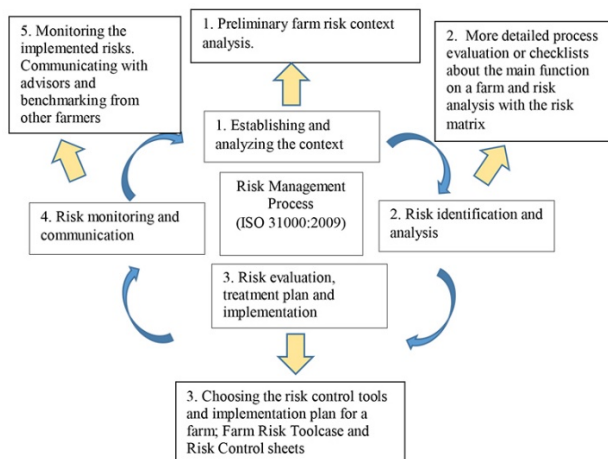 5. Monitoring the
implemented risks.
Communicating with
advisors and
benchmarking from
other farmers
1. Preliminary farm risk context
analysis.
2. More detailed process
evaluation or checklists
about the main function
on a farm and risk
analysis with the risk
matrix
1. Establishing and
analyzing the context
Risk Management
Process
(ISO 31000:2009)
4. Risk monitoring and
communication
2. Risk identification and
analysis
3. Risk evaluation,
treatment plan and
implementation
3. Choosing the risk control tools
and implementation plan for a
farm; Farm Risk Toolcase and
Risk Control sheets